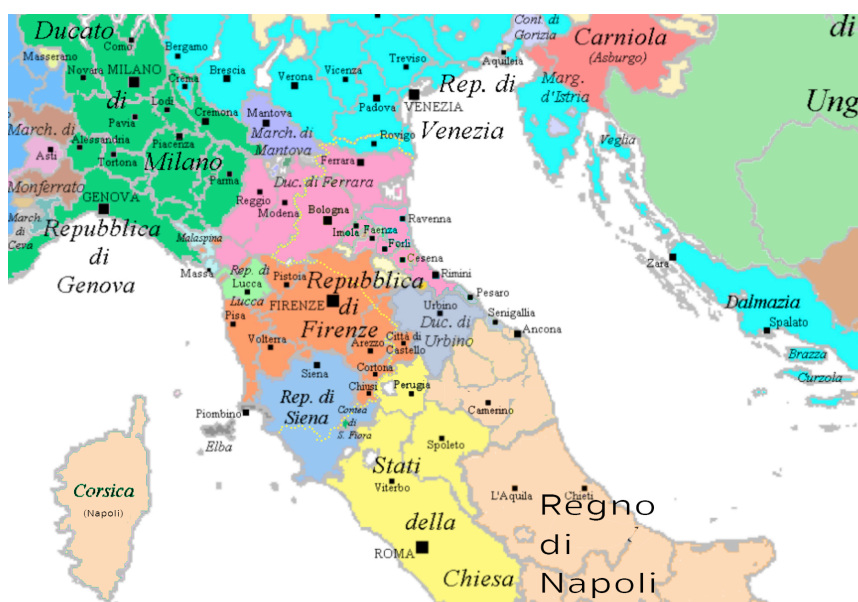 Ducato
di
Milano
Masserano
Como
Novara
MILANO
Bergamo
Crema
Brescia
Lodi
Pavia
Cremona
Alessandria
Piacenza
Tortona
Parma
March. di
Monferrato
Asti
GENOVA
March.
di
Ceva
Repubblica
di
Genova
Malaspina
Massa
Verona
Vicenza
Treviso
Padova
VENEZIA
Rep. di
Venezia
Rovigo
Mantova
March. di
Mantova
Ferrara
Duc. di Ferrara
Reggio
Modena
Bologna
Imola
Faenza
Forlì
Ravenna
Cesena
Rimini
Cont. di
Gorizia
Aquileia
Carniola
(Asburgo)
Marg.
d'Istria
Veglia
di
Ung
Zara
Dalmazia
Spalato
Brazza
Curzola
Rep. di
Lucca
Lucca
Pistoia
Repubblica
di
Firenze
FIRENZE
Pisa
Volterra
Arezzo
Città di
Castello
Cortona
Chiusi
Urbino
Duc. di
Urbino
Pesaro
Senigallia
Ancona
Siena
Rep. di
Siena
Contea
di
S. Fiora
Piombino
Elba
Perugia
Camerino
Spoleto
Stati
della
Chiesa
Viterbo
ROMA
L'Aquila
Chieti
Regno
di
Napoli
Corsica
(Napoli)